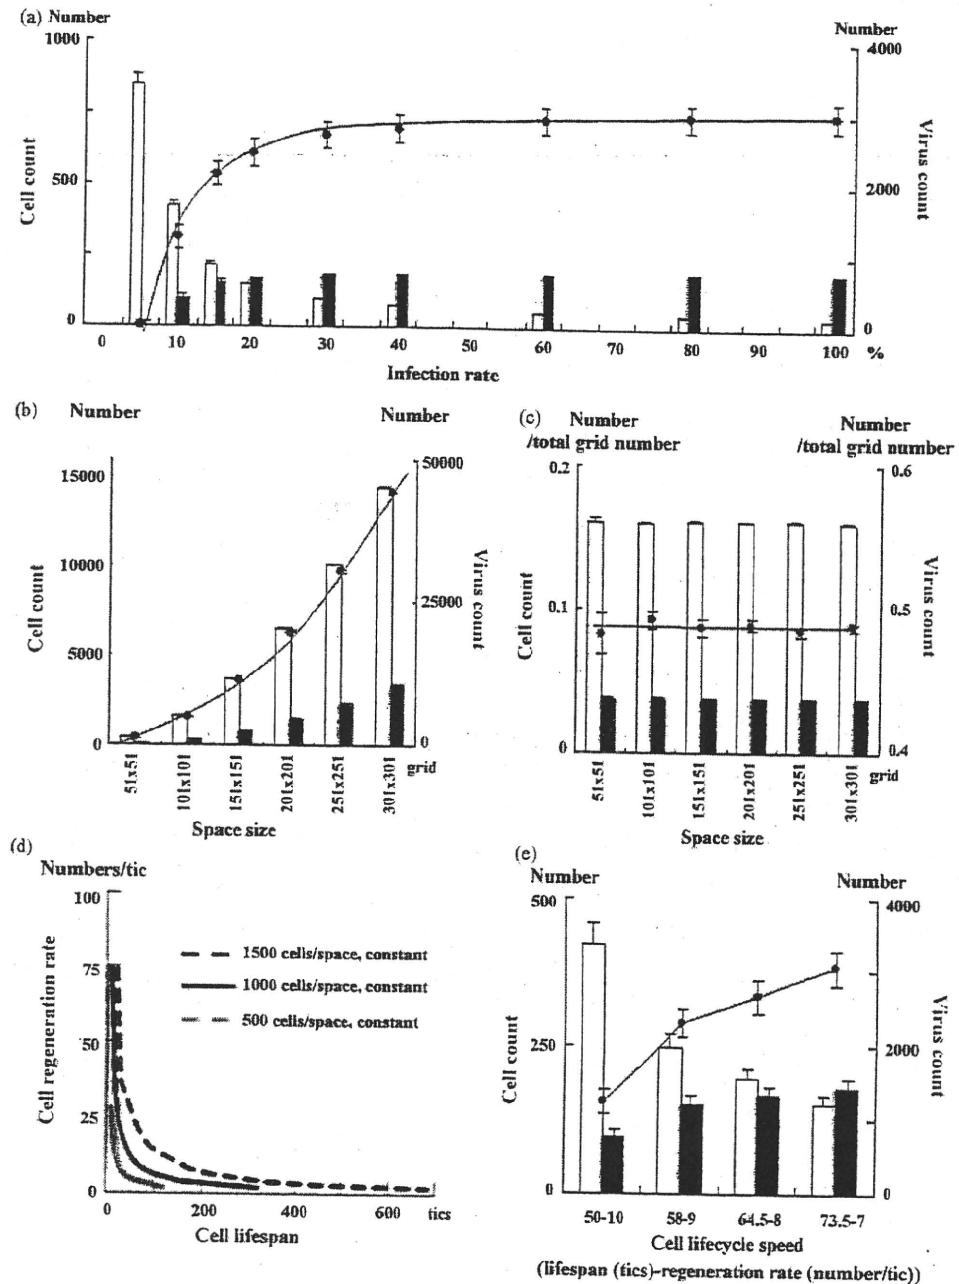 (a) Number
Number
1000
500
0
Cell count
4000
2000
0
Virus count
0 10 20 30 40 50 60 70 80 90 100 %
Infection rate
(b) Number
Number
15000
10000
5000
0
Cell count
50000
25000
0
Virus count
51x51 101x101 151x151 201x201 251x251 301x301 grid
Space size
(c) Number
/total grid number
Number
/total grid number
0.2
0.1
0
Cell count
0.6
0.5
0.4
Virus count
51x51 101x101 151x151 201x201 251x251 301x301 grid
Space size
(d)
Numbers/tic
100
75
50
25
0
Cell regeneration rate
1500 cells/space, constant
1000 cells/space, constant
500 cells/space, constant
0 200 400 600 tics
Cell lifespan
(e)
Number
Number
500
250
0
Cell count
4000
2000
0
Virus count
50-10 58-9 64.5-8 73.5-7
Cell lifecycle speed
(lifespan (tics)-regeneration rate (number/tic))